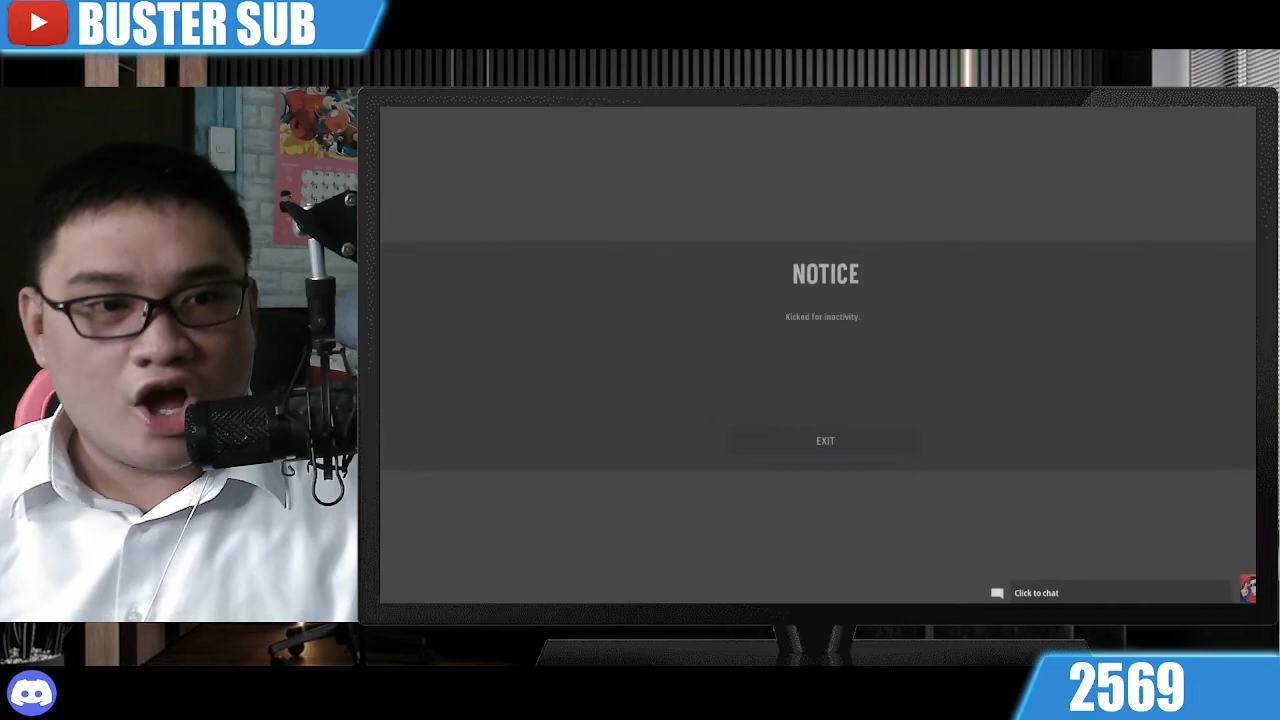 BUSTER SUB
NOTICE
Kicked for inactivity.
EXIT
Click to chat
2569